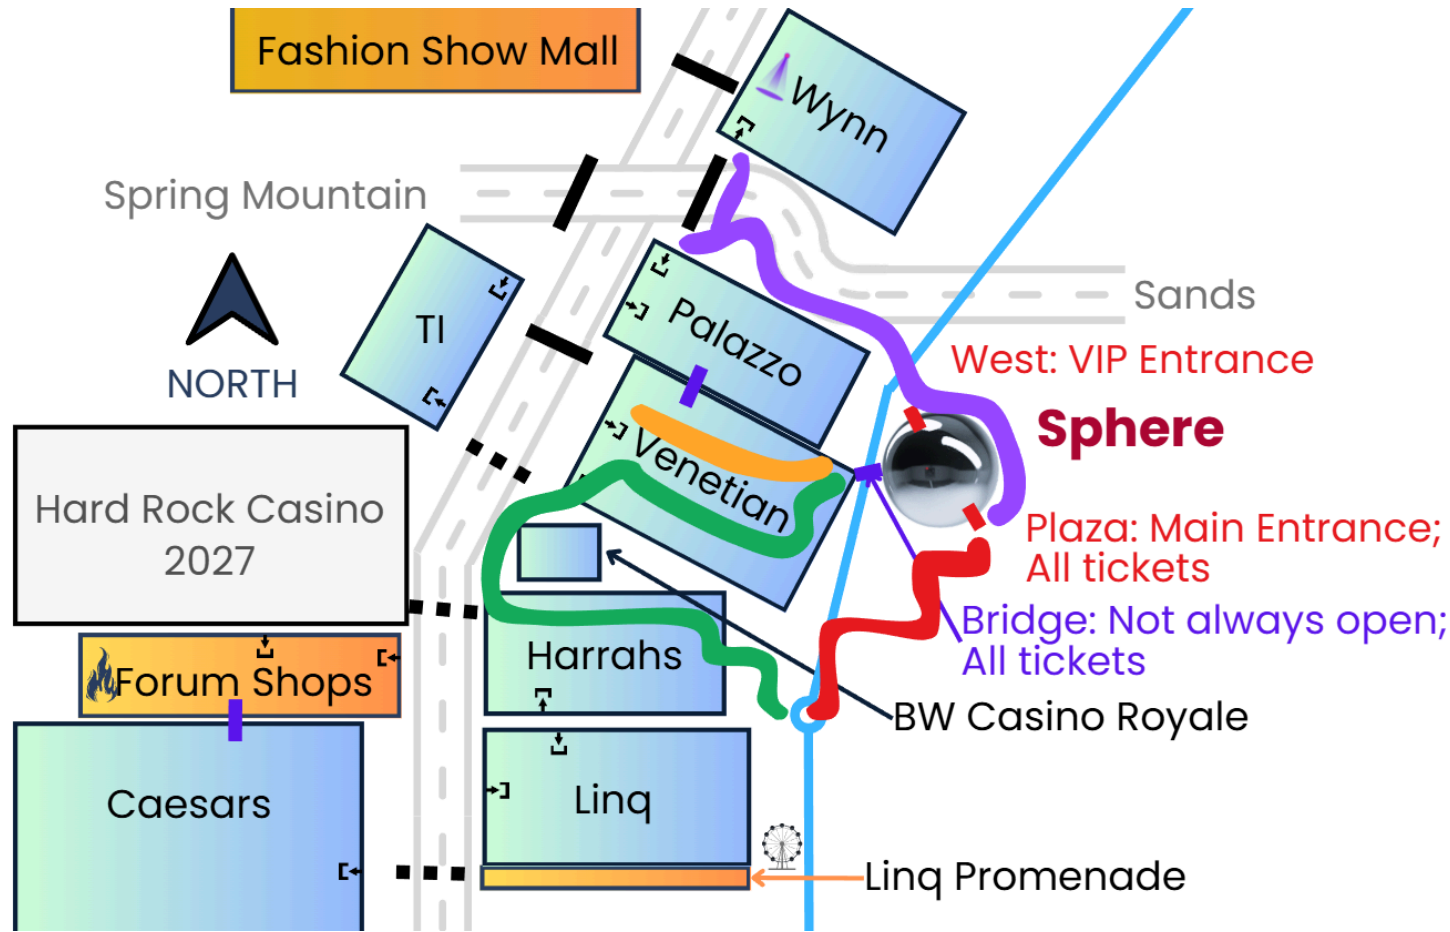 Fashion Show Mall
Wynn
Spring Mountain
Sands
TI
Palazzo
NORTH
West: VIP Entrance
Sphere
Venetian
Hard Rock Casino
2027
Plaza: Main Entrance;
All tickets
Bridge: Not always open;
All tickets
Harrahs
Forum Shops
BW Casino Royale
Caesars
Linq
Linq Promenade